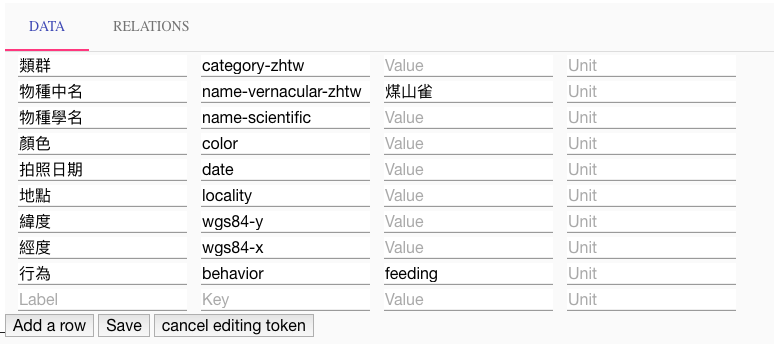 DATA RELATIONS
類群 category-zhtw Value Unit
物種中名 name-vernacular-zhtw 煤山雀 Unit
物種學名 name-scientific Value Unit
顏色 color Value Unit
拍照日期 date Value Unit
地點 locality Value Unit
緯度 wgs84-y Value Unit
經度 wgs84-x Value Unit
行為 behavior feeding Unit
Label Key Value Unit
Add a row Save cancel editing token